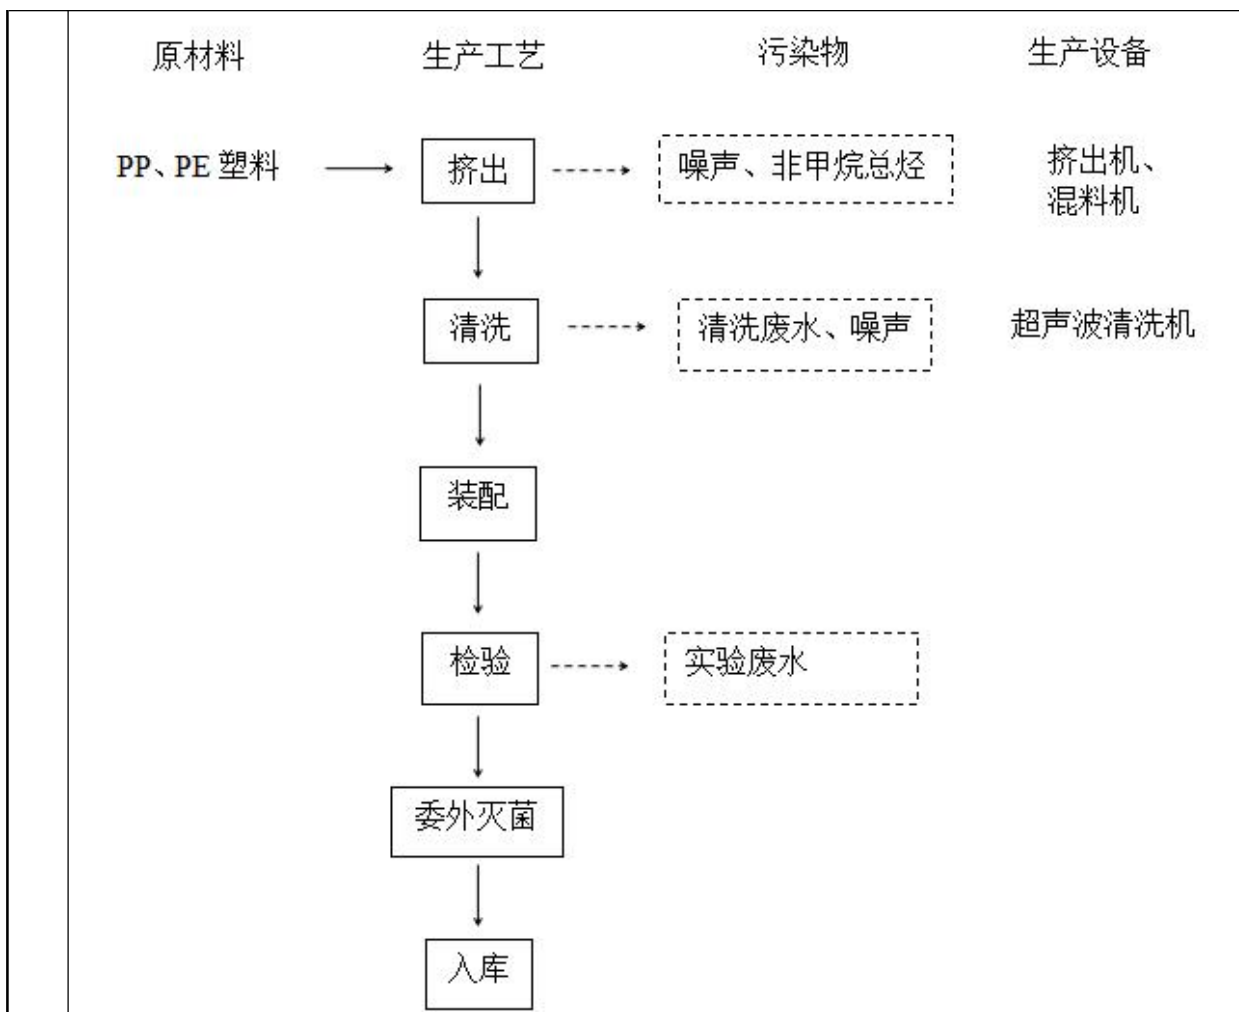 原材料 生产工艺 污染物 生产设备
PP、PE 塑料 挤出 噪声、非甲烷总烃 挤出机、
混料机
清洗 清洗废水、噪声 超声波清洗机
装配
检验 实验废水
委外灭菌
入库